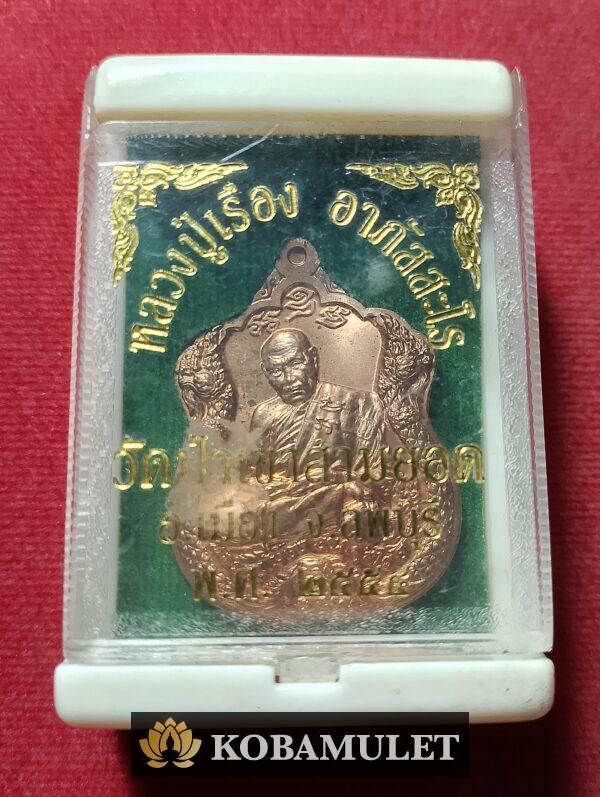 หลวงปู่เรือง อาภัสสะโร
วัดป่าเขาสามยอด
อ.เมือง จ.ลพบุรี
พ.ศ. ๒๕๕๔
KOBAMULET